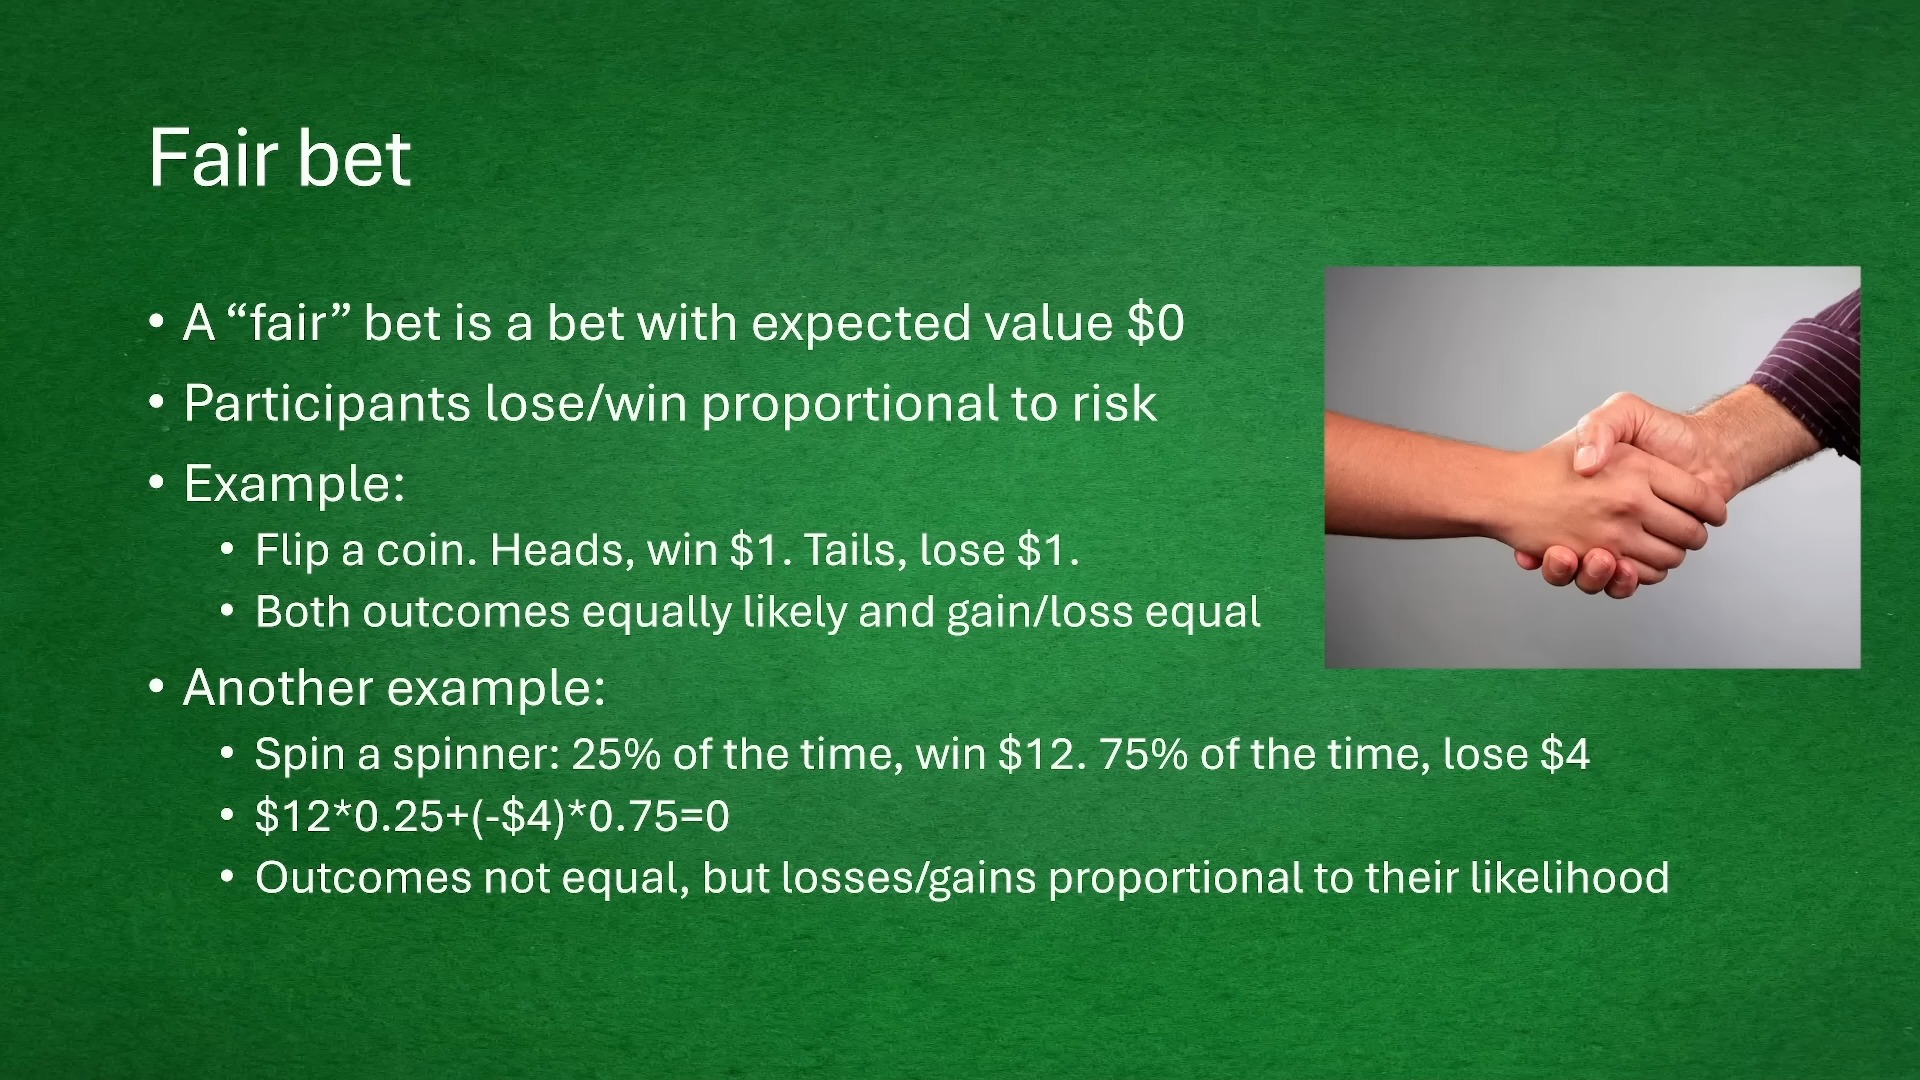 Fair bet
• A “fair” bet is a bet with expected value $0
• Participants lose/win proportional to risk
• Example:
• Flip a coin. Heads, win $1. Tails, lose $1.
• Both outcomes equally likely and gain/loss equal
• Another example:
• Spin a spinner: 25% of the time, win $12. 75% of the time, lose $4
• $12*0.25+(-$4)*0.75=0
• Outcomes not equal, but losses/gains proportional to their likelihood